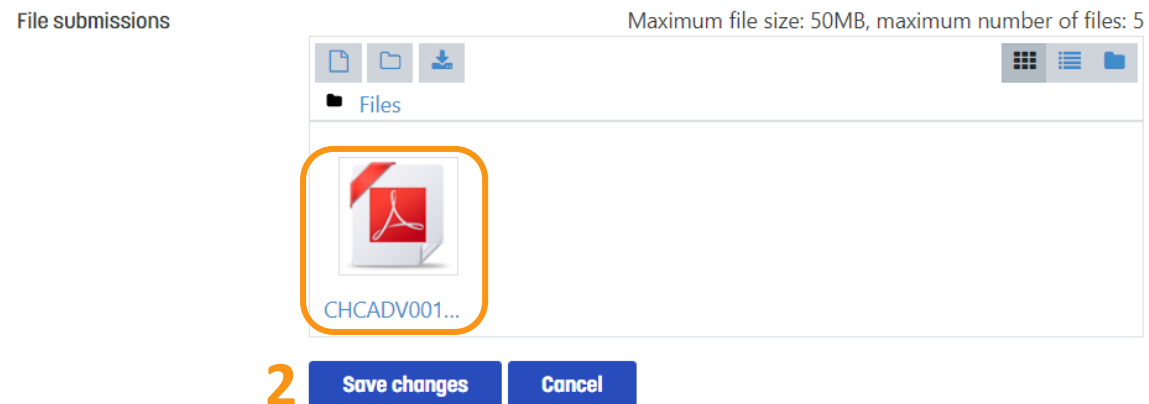 File submissions
Maximum file size: 50MB, maximum number of files: 5
Files
CHCADV001...
2
Save changes
Cancel